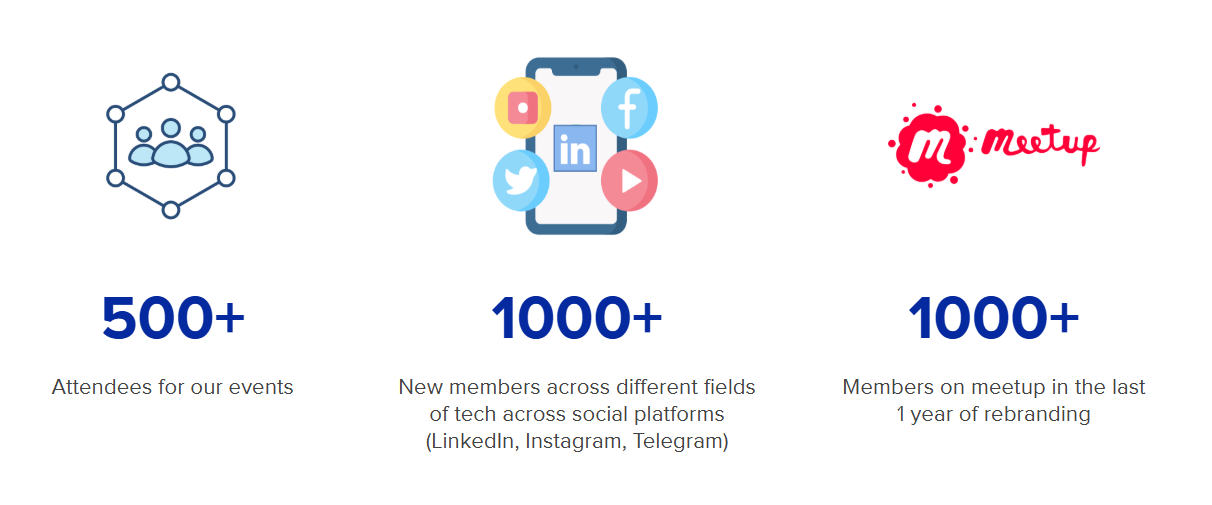 in
f
m meetup
500+
1000+
1000+
Attendees for our events
New members across different fields
of tech across social platforms
(LinkedIn, Instagram, Telegram)
Members on meetup in the last
1 year of rebranding